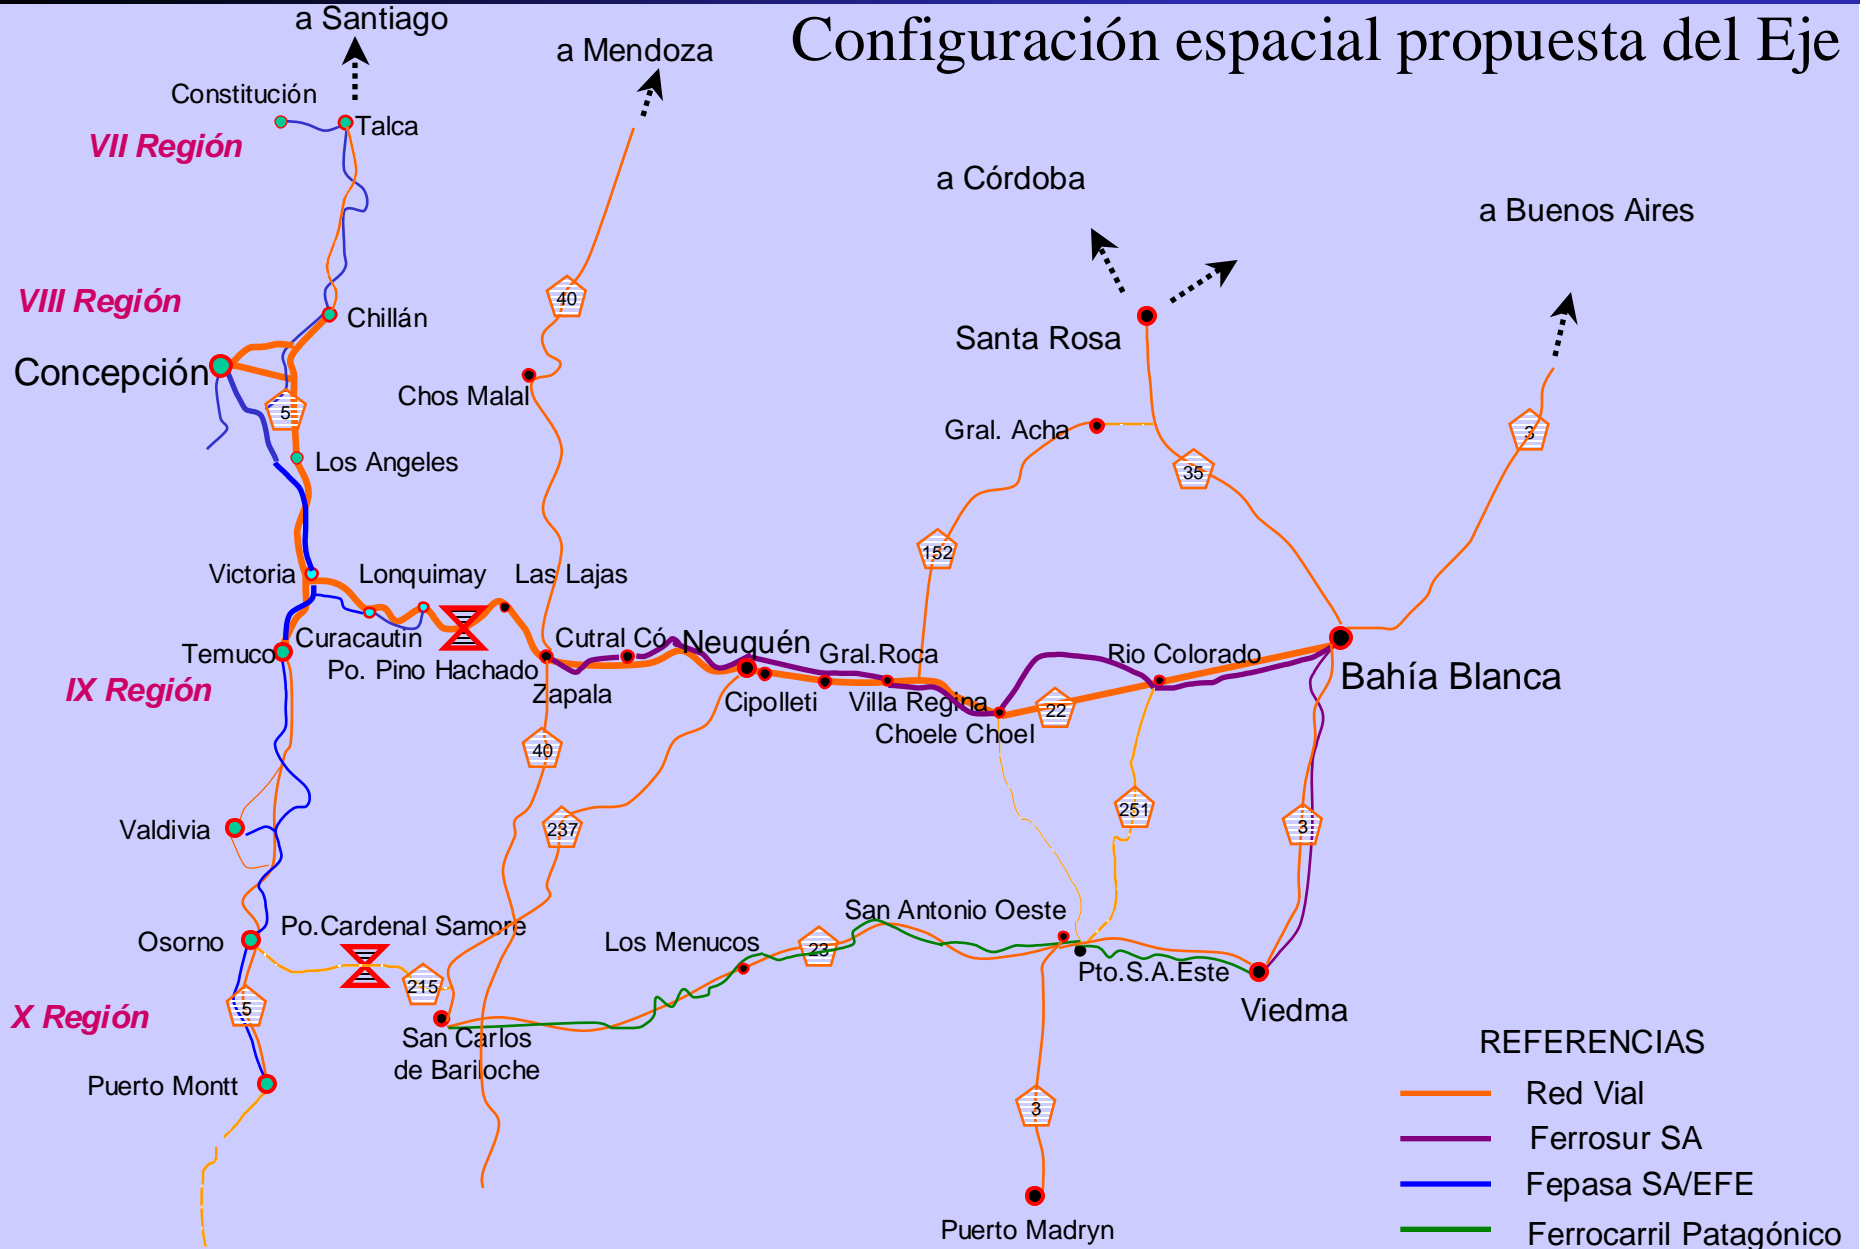 a Santiago
a Mendoza
Configuración espacial propuesta del Eje
Constitución
Talca
VII Región
a Córdoba
a Buenos Aires
VIII Región
40
Chillán
Santa Rosa
Concepción
Chos Malal
5
Gral. Acha
3
Los Angeles
35
152
Victoria
Lonquimay
Las Lajas
Curacautín
Cutral Có
Neuquén
Temuco
Gral.Roca
Rio Colorado
Po. Pino Hachado
Bahía Blanca
IX Región
Zapala
Cipolleti
Villa Regina
22
Choele Choel
40
Valdivia
237
251
3
San Antonio Oeste
Po.Cardenal Samore
Osorno
Los Menucos
23
215
Pto.S.A.Este
5
X Región
Viedma
San Carlos
de Bariloche
REFERENCIAS
Puerto Montt
Red Vial
3
Ferrosur SA
Fepasa SA/EFE
Puerto Madryn
Ferrocarril Patagónico